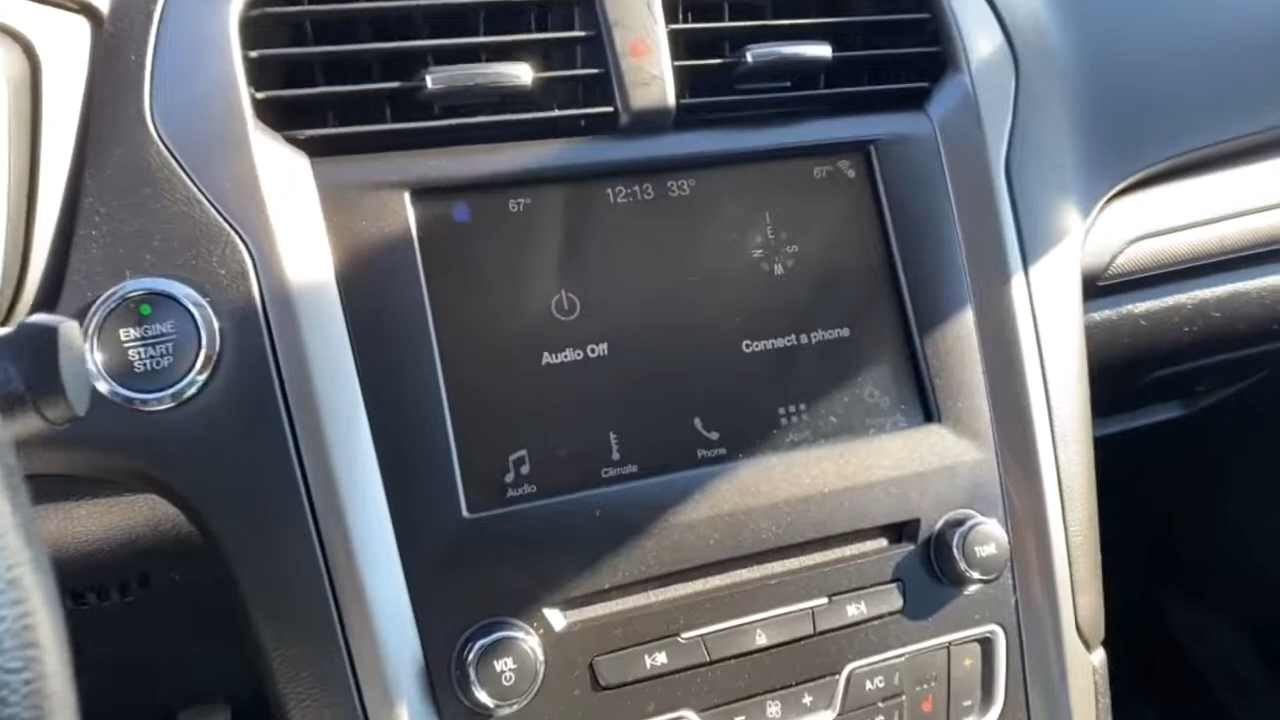 67°
12:13 33°
67°
E
N
S
W
ENGINE
START
STOP
Audio Off
Connect a phone
Audio
Climate
Phone
TUNE
VOL
A/C